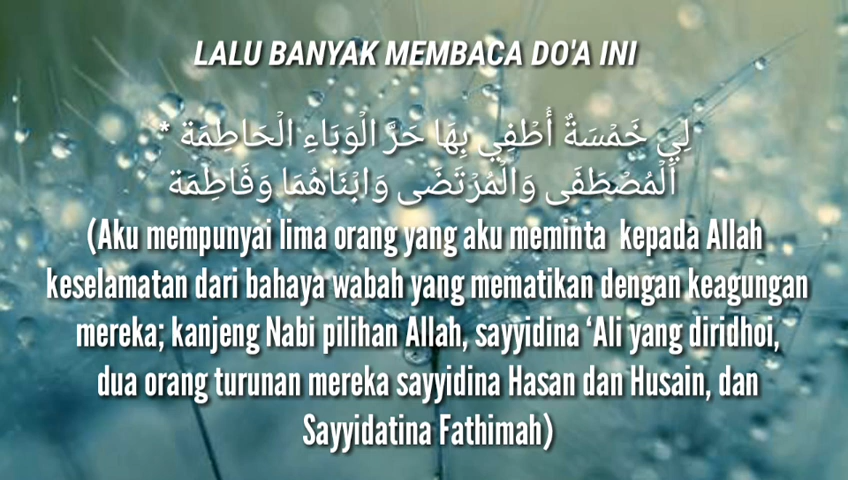 LALU BANYAK MEMBACA DO'A INI
لِي خَمْسَةٌ أُطْفِي بِهَا حَرَّ الْوَبَاءِ الْحَاطِمَة *
اَلْمُصْطَفَى وَالْمُرْتَضَى وَابْنَاهُمَا وَفَاطِمَة
(Aku mempunyai lima orang yang aku meminta kepada Allah
keselamatan dari bahaya wabah yang mematikan dengan keagungan
mereka; kanjeng Nabi pilihan Allah, sayyidina ‘Ali yang diridhoi,
dua orang turunan mereka sayyidina Hasan dan Husain, dan
Sayyidatina Fathimah)